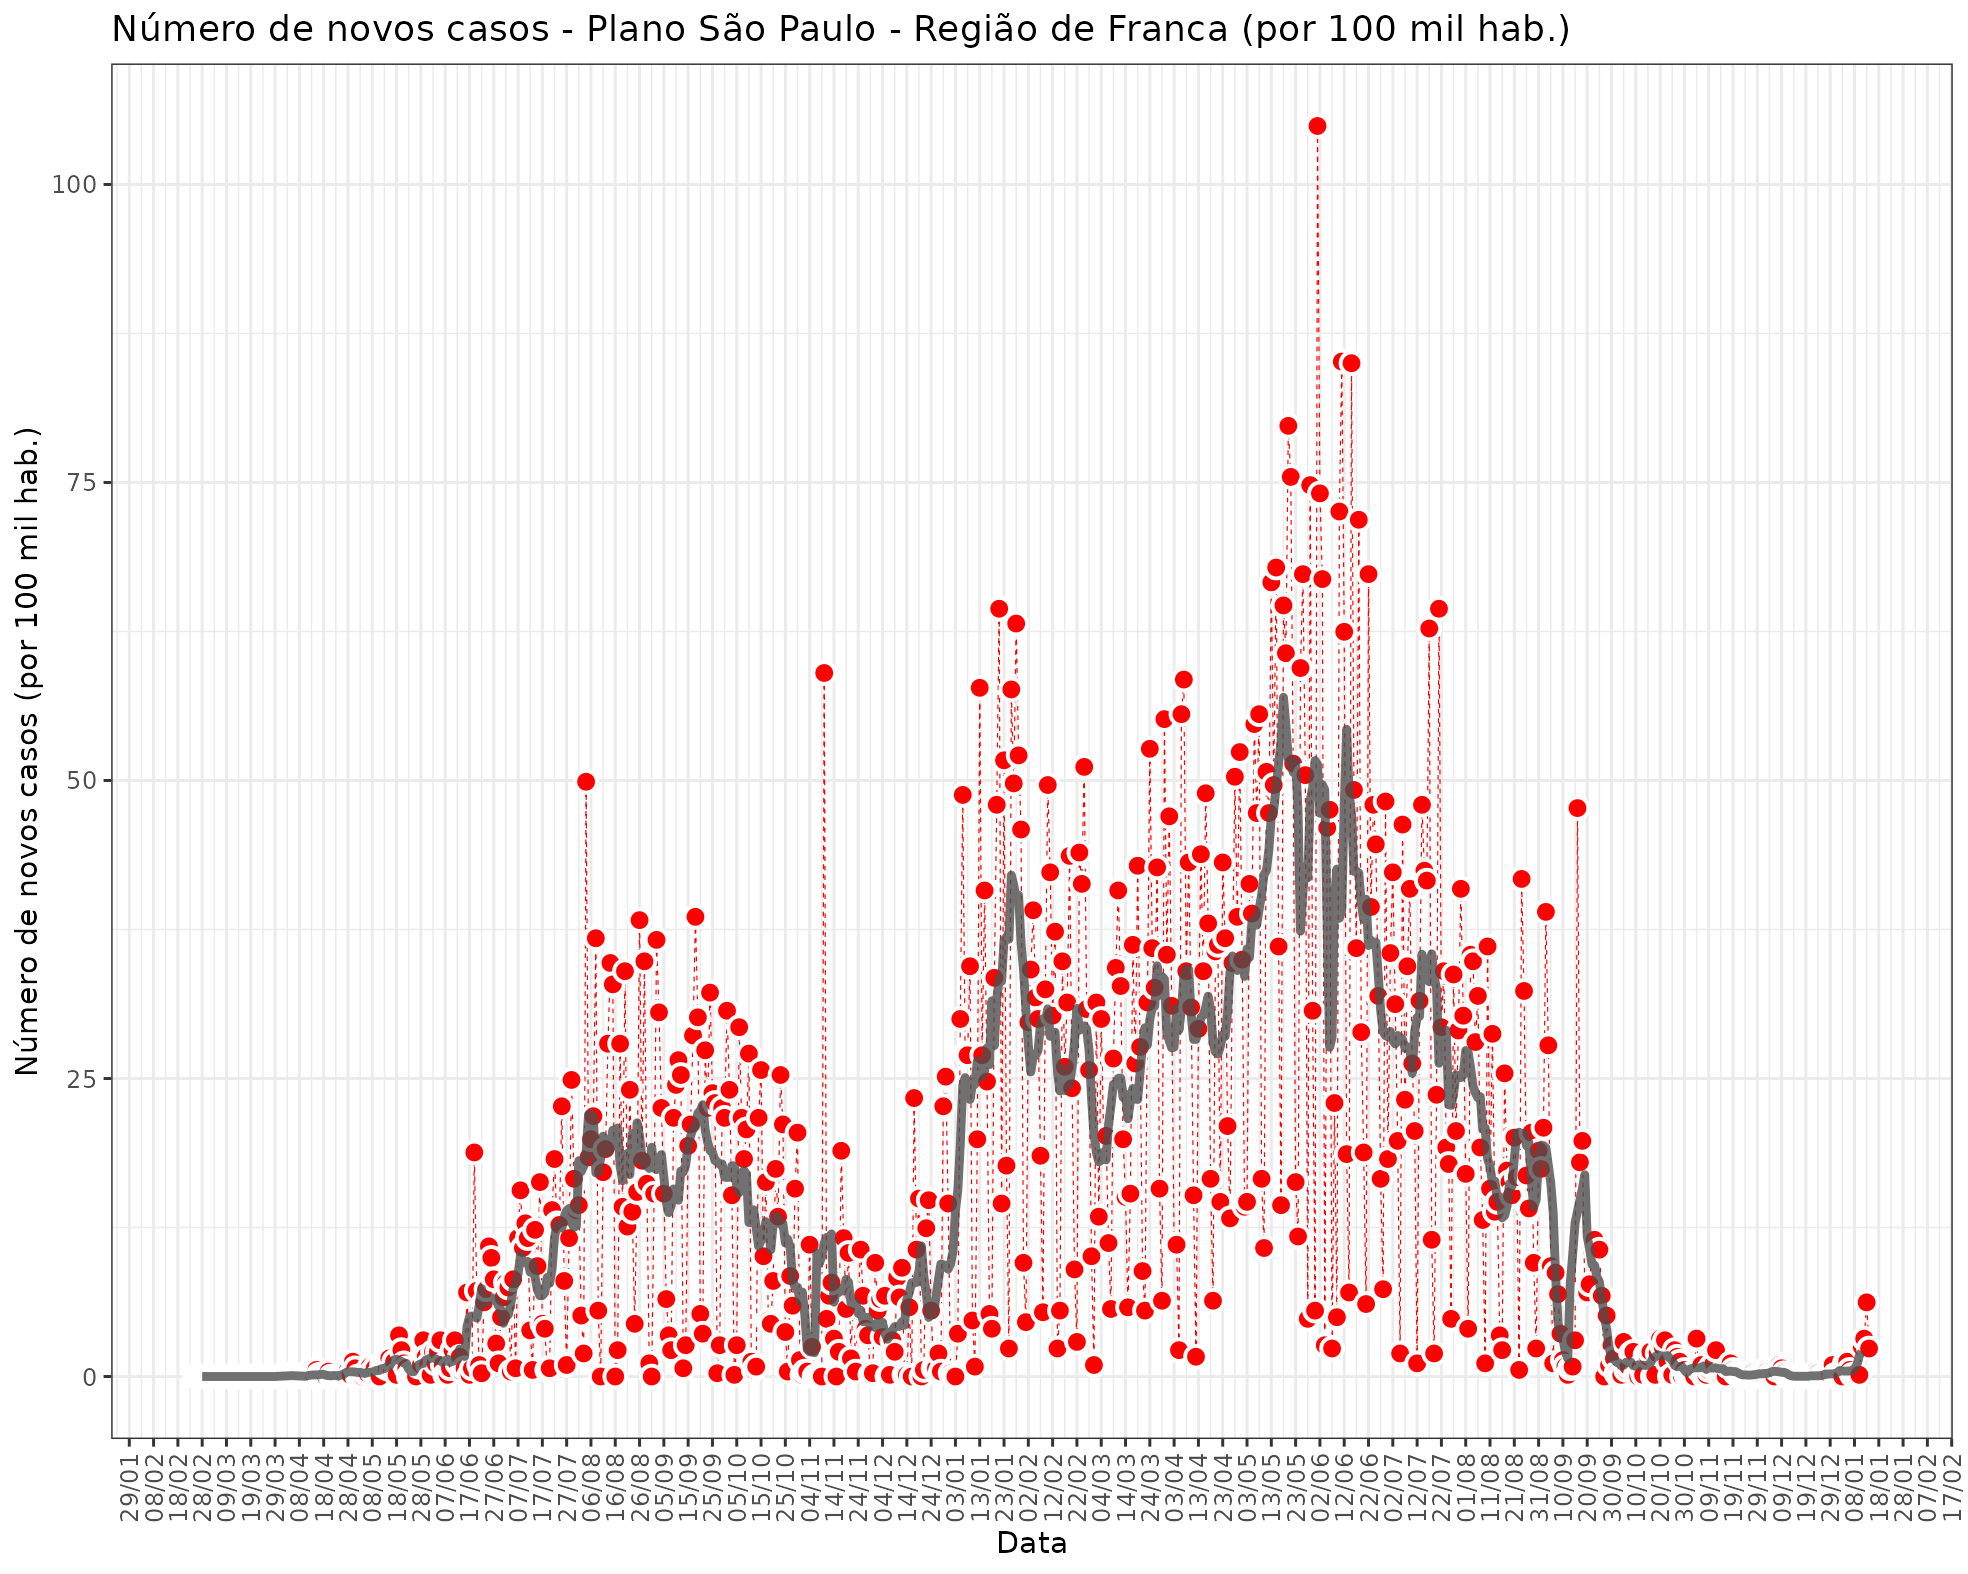 Número de novos casos - Plano São Paulo - Região de Franca (por 100 mil hab.)
Número de novos casos (por 100 mil hab.)
100
75
50
25
0
29/01 08/02 18/02 28/02 09/03 19/03 29/03 08/04 18/04 28/04 08/05 18/05 28/05 07/06 17/06 27/06 07/07 17/07 27/07 06/08 16/08 26/08 05/09 15/09 25/09 05/10 15/10 25/10 04/11 14/11 24/11 04/12 14/12 24/12 03/01 13/01 23/01 02/02 12/02 22/02 04/03 14/03 24/03 03/04 13/04 23/04 03/05 13/05 23/05 02/06 12/06 22/06 02/07 12/07 22/07 01/08 11/08 21/08 31/08 10/09 20/09 30/09 10/10 20/10 30/10 09/11 19/11 29/11 09/12 19/12 29/12 08/01 18/01 28/01 07/02 17/02
Data